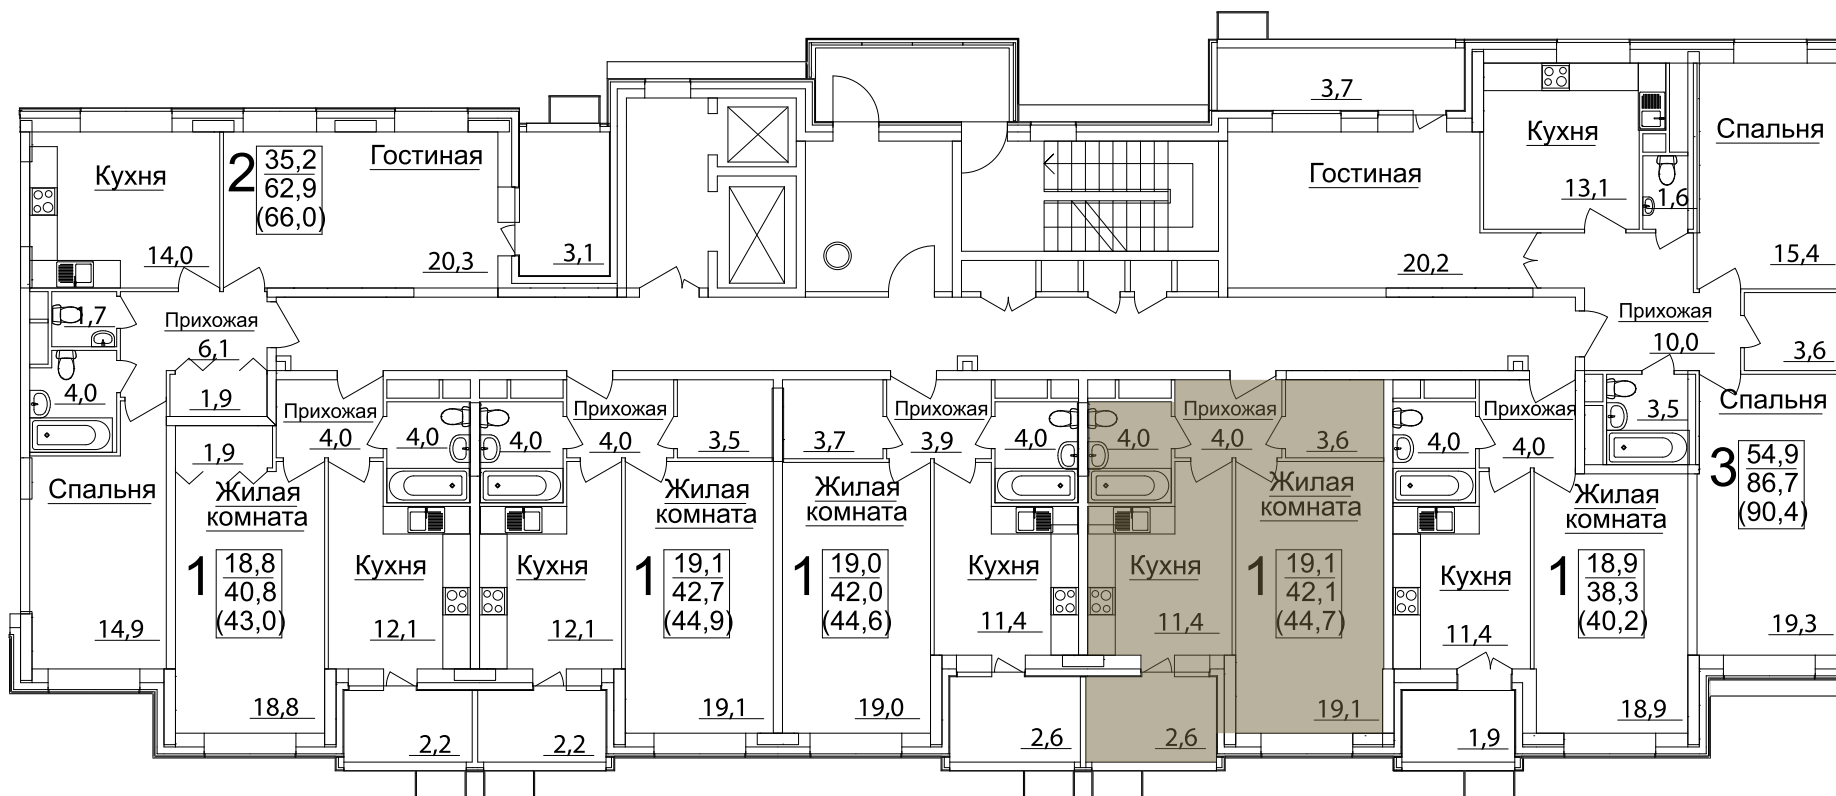 3,7
Кухня
13,1
1,6
Спальня
15,4
Гостиная
20,2
Кухня
14,0
2
35,2
62,9
(66,0)
Гостиная
20,3
3,1
1,7
Прихожая
6,1
1,9
4,0
Прихожая
10,0
3,6
Спальня
14,9
1,9
Жилая
комната
1
18,8
40,8
(43,0)
18,8
Прихожая
4,0
4,0
Кухня
12,1
2,2
4,0
Прихожая
4,0
3,5
Кухня
12,1
2,2
Жилая
комната
1
19,1
42,7
(44,9)
19,1
3,7
Прихожая
3,9
4,0
Жилая
комната
1
19,0
42,0
(44,6)
19,0
Кухня
11,4
2,6
4,0
Прихожая
4,0
3,6
Кухня
11,4
2,6
Жилая
комната
1
19,1
42,1
(44,7)
19,1
4,0
Прихожая
4,0
Кухня
11,4
1,9
Жилая
комната
1
18,9
38,3
(40,2)
18,9
3,5
Спальня
3
54,9
86,7
(90,4)
19,3